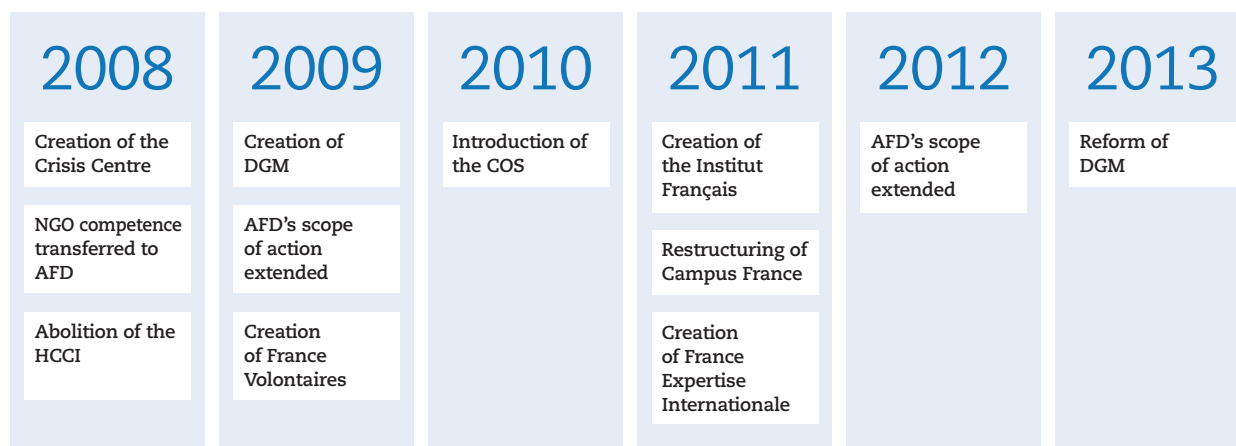 2008
Creation of the
Crisis Centre
NGO competence
transferred to
AFD
Abolition of the
HCCI
2009
Creation of
DGM
AFD's scope
of action
extended
Creation
of France
Volontaires
2010
Introduction of
the COS
2011
Creation of
the Institut
Français
Restructuring of
Campus France
Creation
of France
Expertise
Internationale
2012
AFD's scope
of action
extended
2013
Reform of
DGM